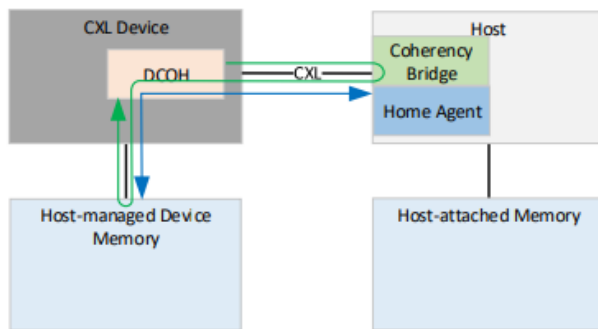 CXL Device
Host
DCOH
CXL
Coherency
Bridge
Home Agent
Host-managed Device
Memory
Host-attached Memory